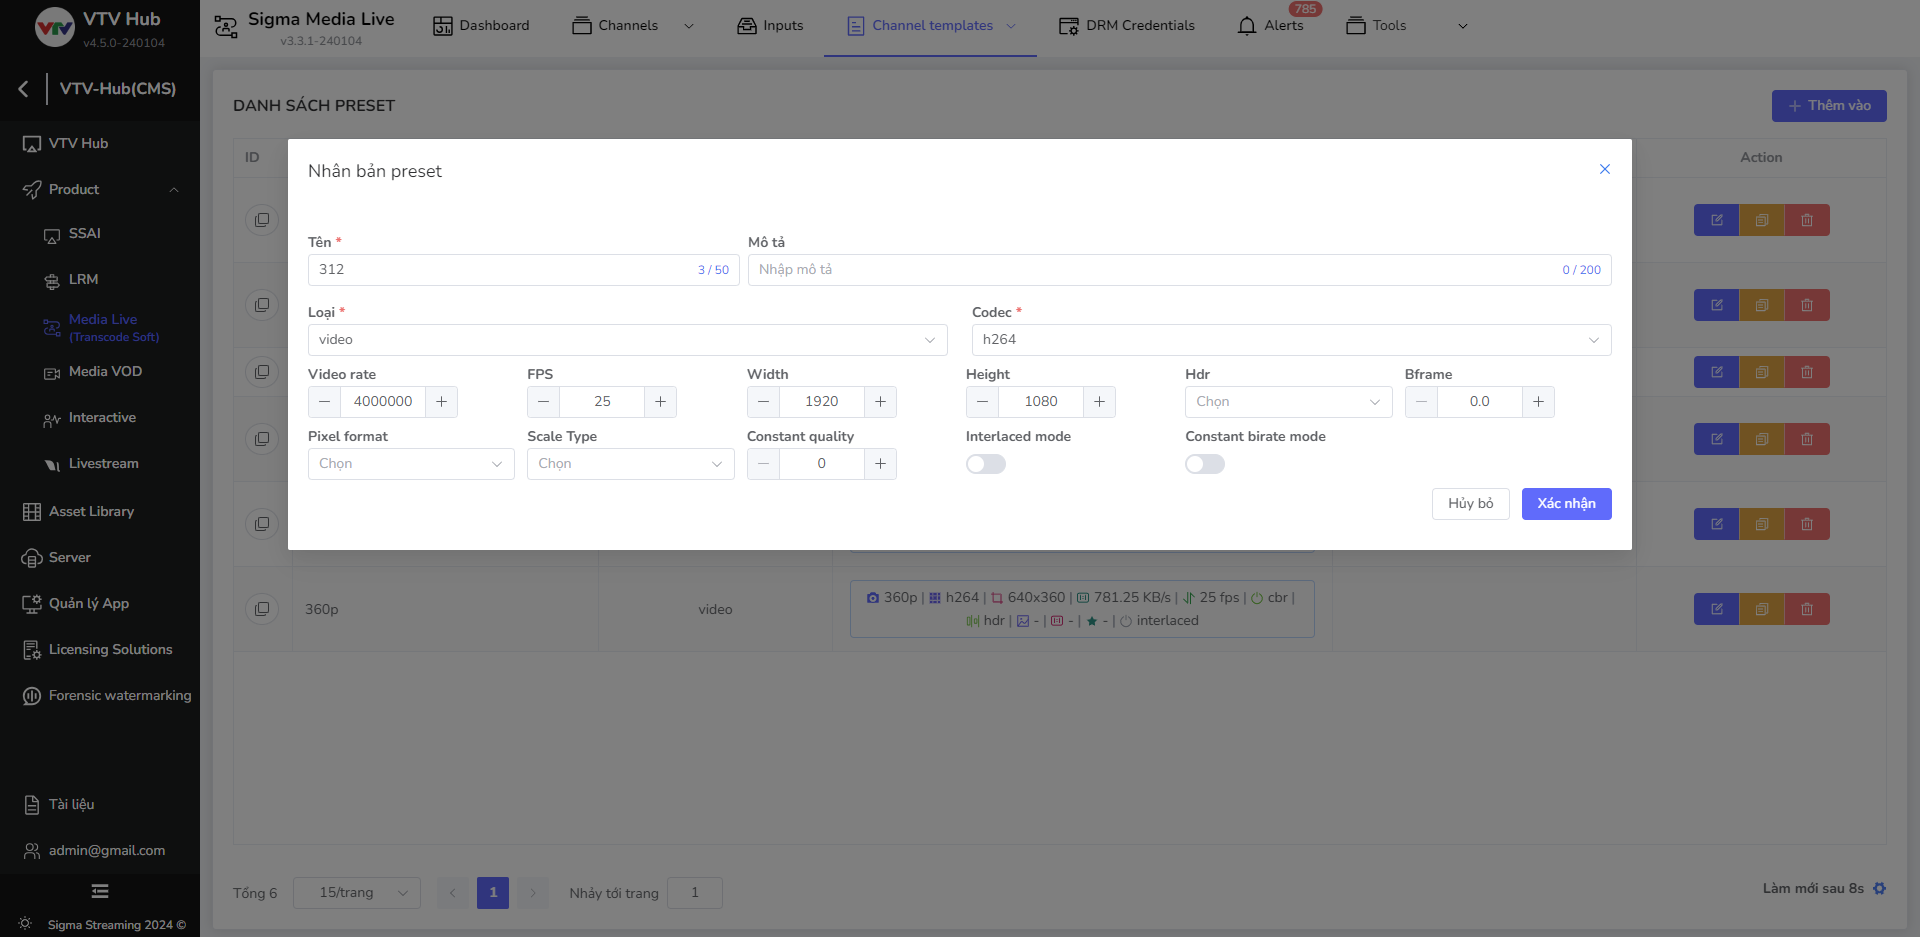 VTV Hub
v4.5.0-240104
VTV-Hub(CMS)
VTV Hub
Product
SSAI
LRM
Media Live
(Transcode Soft)
Media VOD
Interactive
Livestream
Asset Library
Server
Quản lý App
Licensing Solutions
Forensic watermarking
Tài liệu
admin@gmail.com
Sigma Streaming 2024 ©
Sigma Media Live
v3.3.1-240104
Dashboard
Channels
Inputs
Channel templates
DRM Credentials
Alerts
785
Tools
DANH SÁCH PRESET
Thêm vào
ID
Action
Nhân bản preset
Tên *
Mô tả
312
3 / 50
Nhập mô tả
0 / 200
Loại *
Codec *
video
h264
Video rate
FPS
Width
Height
Hdr
Bframe
4000000
25
1920
1080
Chọn
0.0
Pixel format
Scale Type
Constant quality
Interlaced mode
Constant birate mode
Chọn
Chọn
0
Hủy bỏ
Xác nhận
360p
video
360p | h264 | 640x360 | 781.25 KB/s | 25 fps | cbr |
hdr | - | - | - | interlaced
Tổng 6
15/trang
1
Nhảy tới trang
1
Làm mới sau 8s